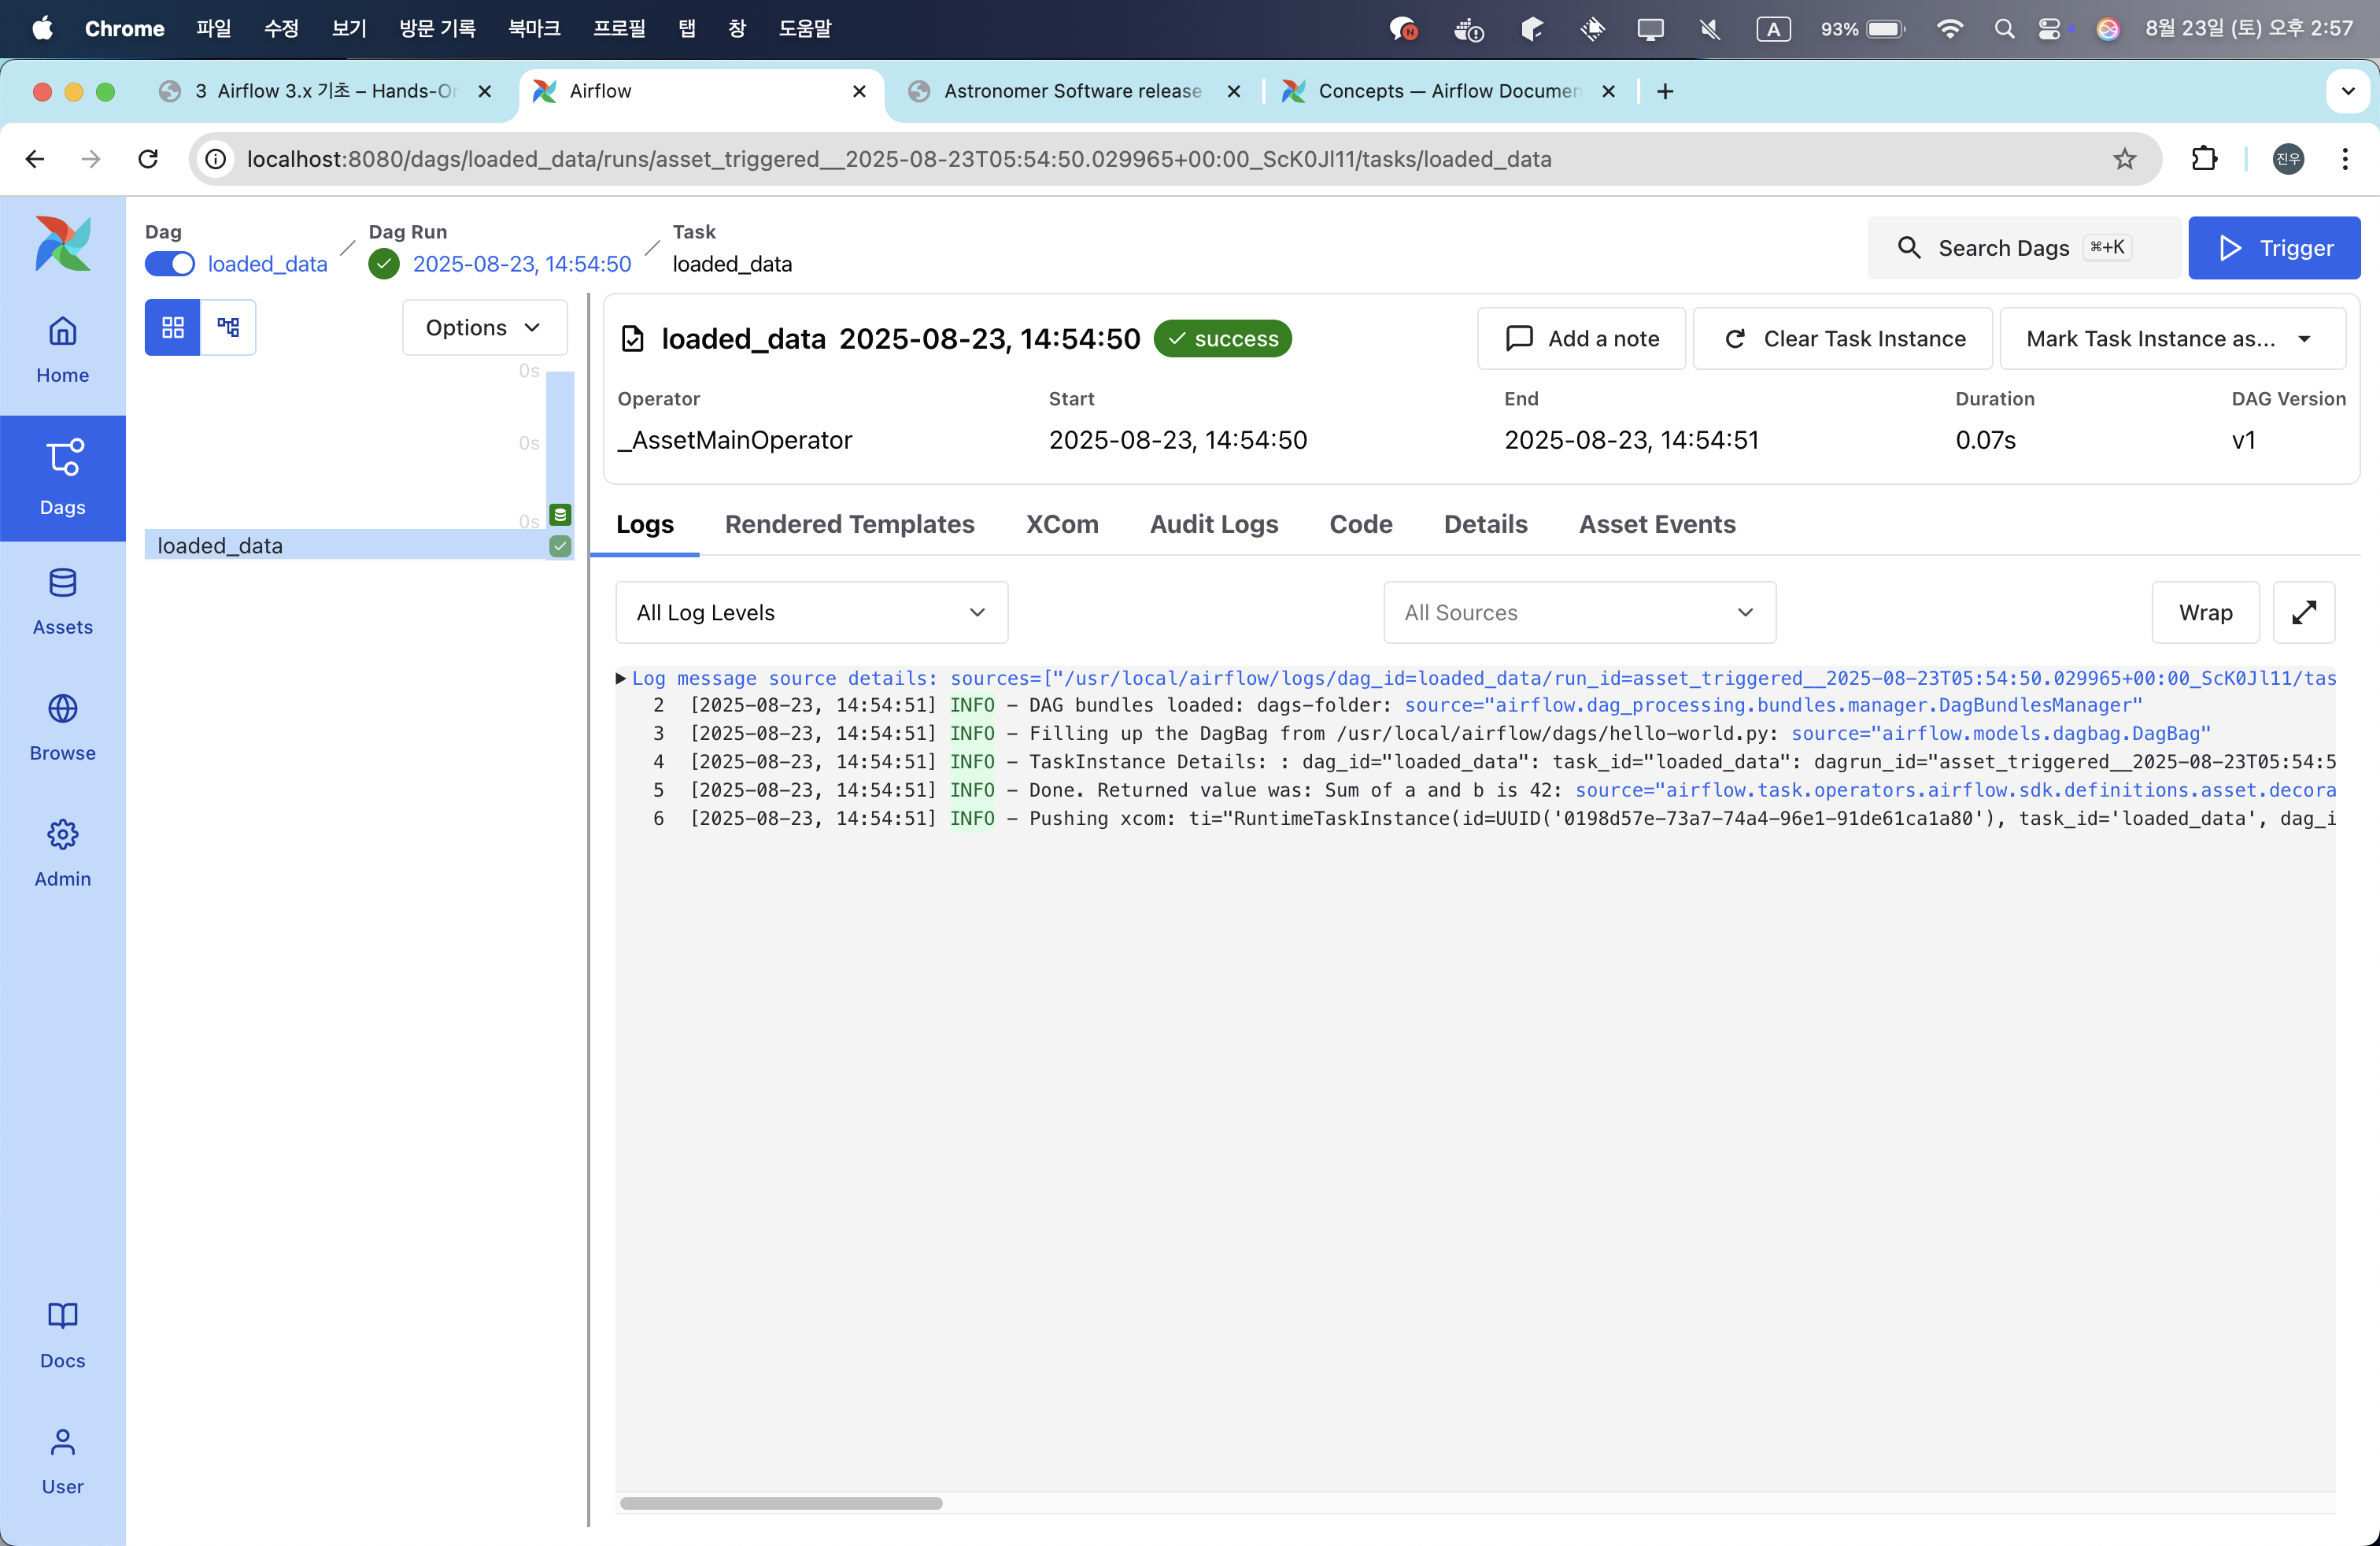 Chrome 파일 수정 보기 방문 기록 북마크 프로필 탭 창 도움말 N A 93% 8월 23일 (토) 오후 2:57
3 Airflow 3.x 기초 – Hands-On Airflow Astronomer Software release Concepts — Airflow Documen
localhost:8080/dags/loaded_data/runs/asset_triggered__2025-08-23T05:54:50.029965+00:00_ScK0Jl11/tasks/loaded_data 진우
Dag Dag Run Task
loaded_data 2025-08-23, 14:54:50 loaded_data
Search Dags ⌘+K Trigger
Options
loaded_data 2025-08-23, 14:54:50 success Add a note Clear Task Instance Mark Task Instance as...
Operator Start End Duration DAG Version
_AssetMainOperator 2025-08-23, 14:54:50 2025-08-23, 14:54:51 0.07s v1
0s
0s
0s
loaded_data
Logs Rendered Templates XCom Audit Logs Code Details Asset Events
All Log Levels All Sources Wrap
Log message source details: sources=["/usr/local/airflow/logs/dag_id=loaded_data/run_id=asset_triggered__2025-08-23T05:54:50.029965+00:00_ScK0Jl11/tas
2 [2025-08-23, 14:54:51] INFO - DAG bundles loaded: dags-folder: source="airflow.dag_processing.bundles.manager.DagBundlesManager"
3 [2025-08-23, 14:54:51] INFO - Filling up the DagBag from /usr/local/airflow/dags/hello-world.py: source="airflow.models.dagbag.DagBag"
4 [2025-08-23, 14:54:51] INFO - TaskInstance Details: : dag_id="loaded_data": task_id="loaded_data": dagrun_id="asset_triggered__2025-08-23T05:54:5
5 [2025-08-23, 14:54:51] INFO - Done. Returned value was: Sum of a and b is 42: source="airflow.task.operators.airflow.sdk.definitions.asset.decora
6 [2025-08-23, 14:54:51] INFO - Pushing xcom: ti="RuntimeTaskInstance(id=UUID('0198d57e-73a7-74a4-96e1-91de61ca1a80'), task_id='loaded_data', dag_i
Home
Dags
Assets
Browse
Admin
Docs
User